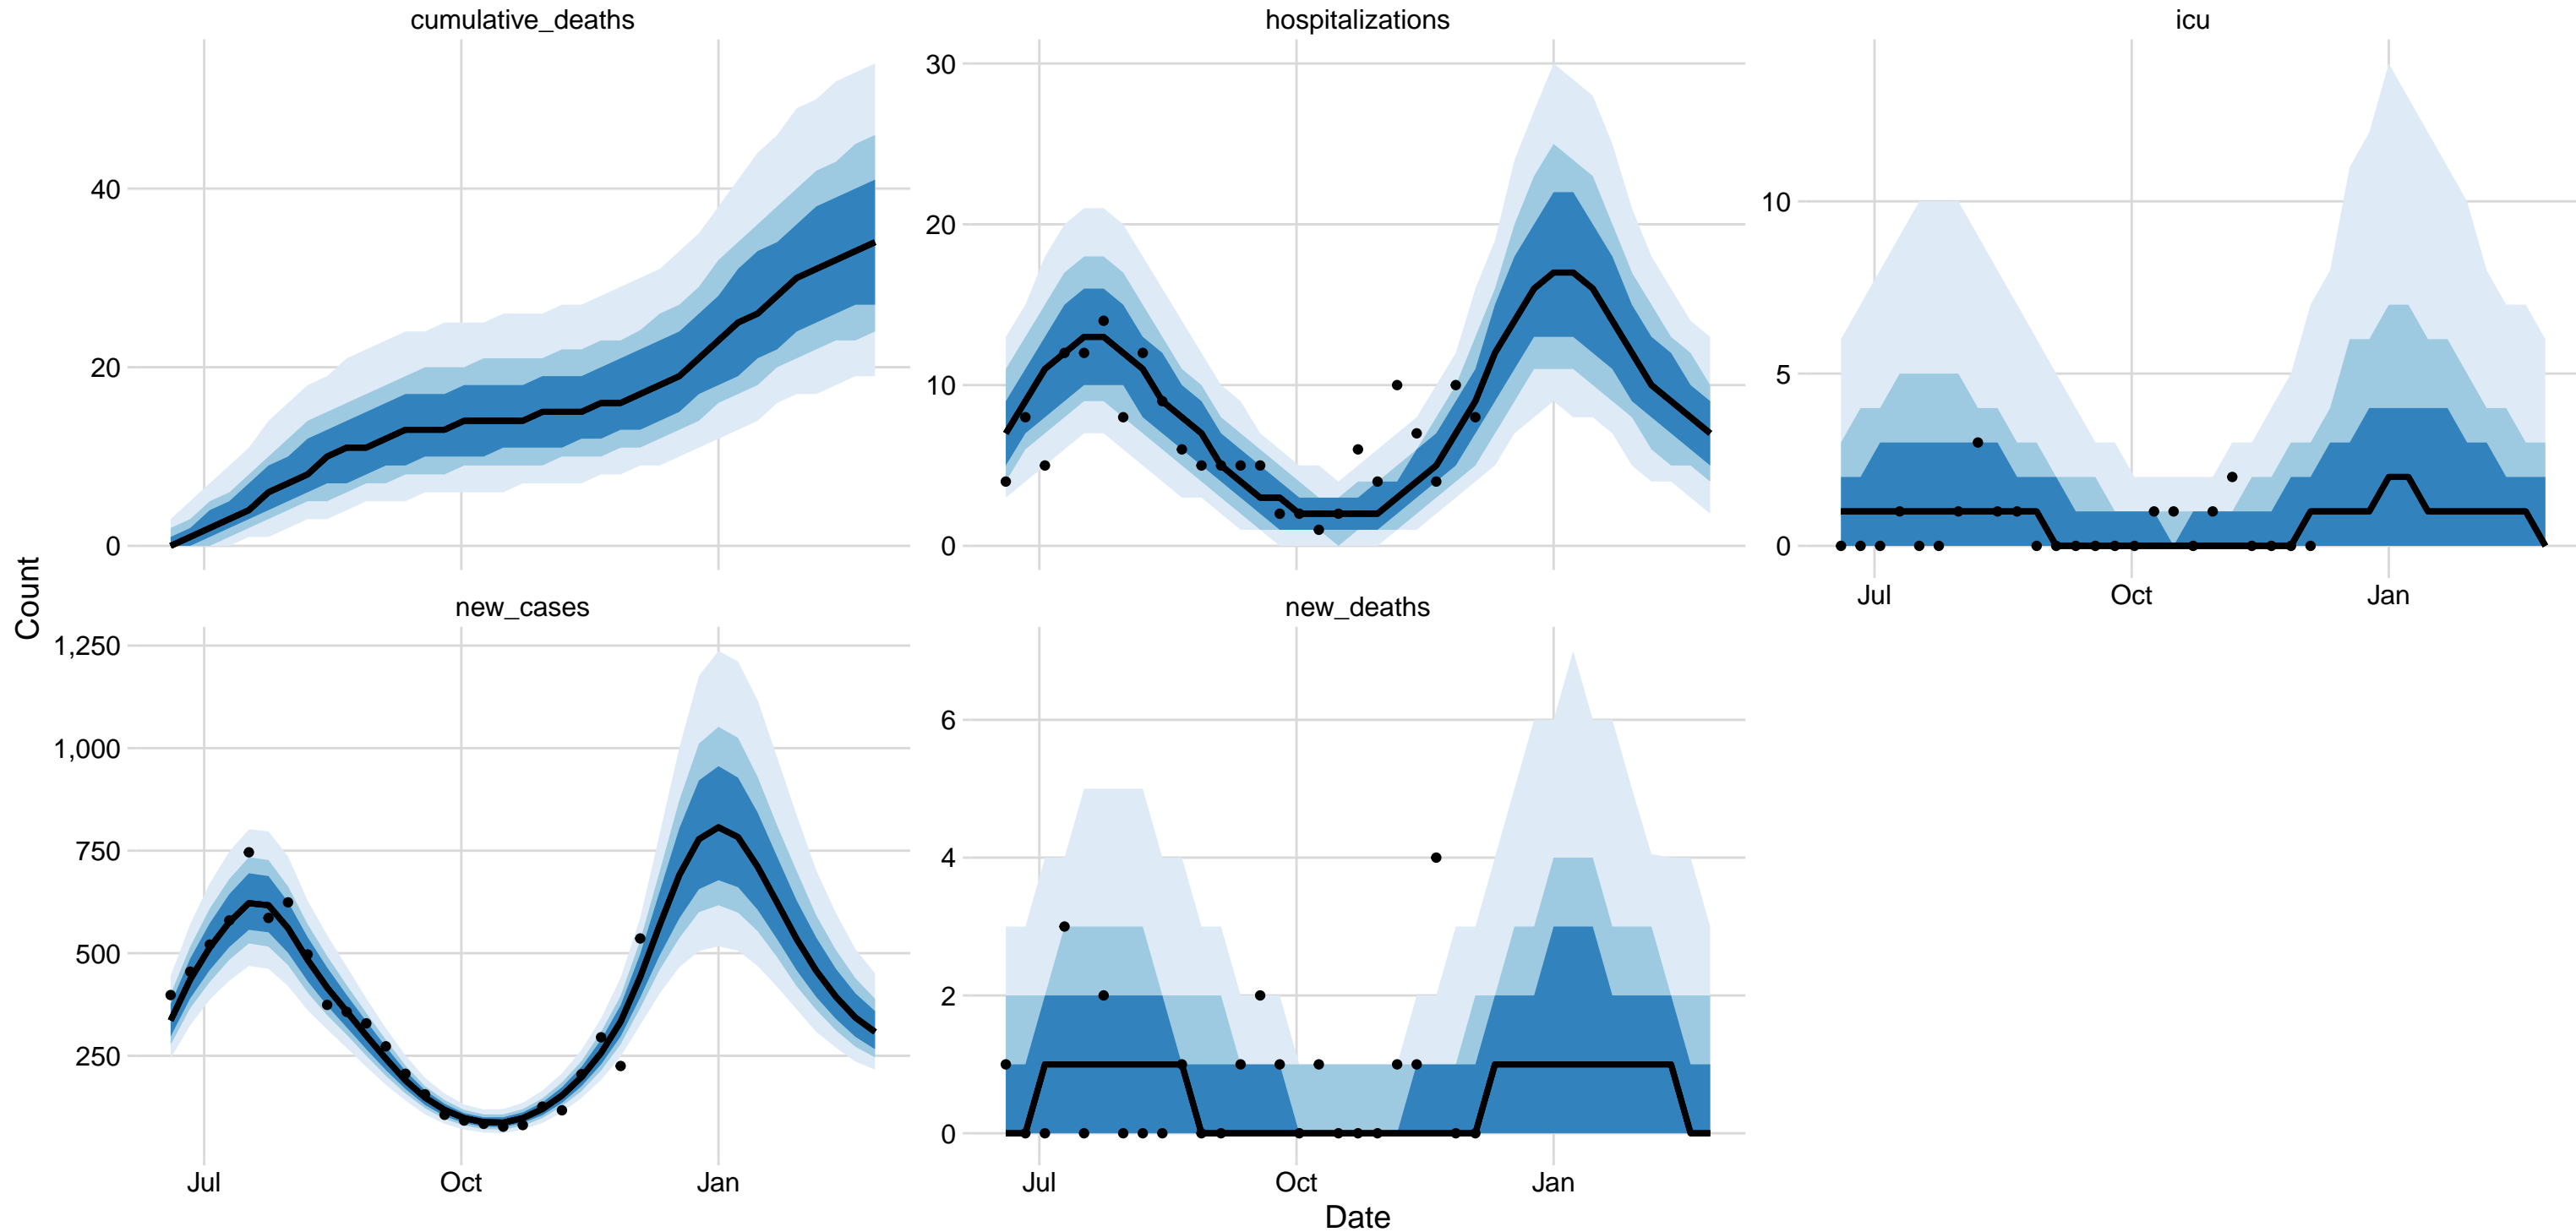 cumulative_deaths
hospitalizations
icu
40
20
0
30
20
10
0
10
5
0
Jul Oct Jan
Count
new_cases
new_deaths
1,250
1,000
750
500
250
6
4
2
0
Jul Oct Jan
Jul Oct Jan
Date